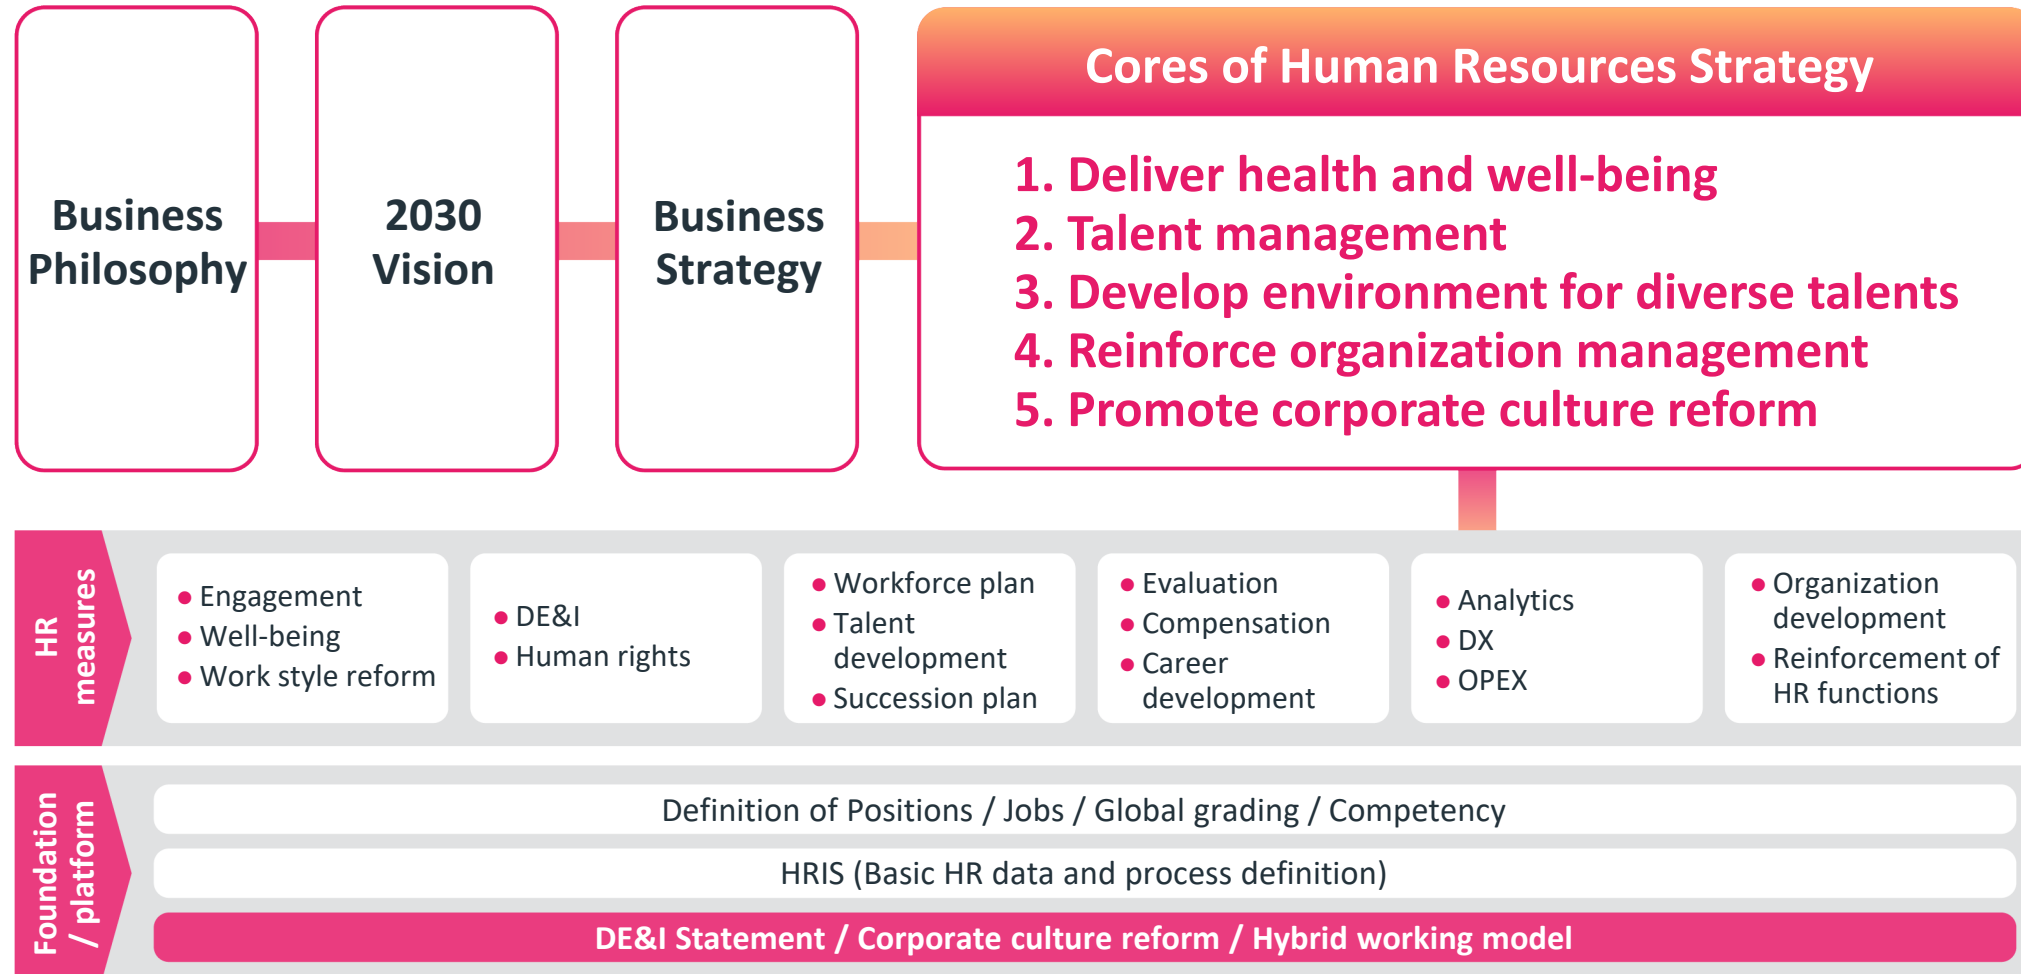 Business
Philosophy
2030
Vision
Business
Strategy
Cores of Human Resources Strategy
1. Deliver health and well-being
2. Talent management
3. Develop environment for diverse talents
4. Reinforce organization management
5. Promote corporate culture reform
HR
measures
● Engagement
● Well-being
● Work style reform
● DE&I
● Human rights
● Workforce plan
● Talent
development
● Succession plan
● Evaluation
● Compensation
● Career
development
● Analytics
● DX
● OPEX
● Organization
development
● Reinforcement of
HR functions
Foundation
/ platform
Definition of Positions / Jobs / Global grading / Competency
HRIS (Basic HR data and process definition)
DE&I Statement / Corporate culture reform / Hybrid working model